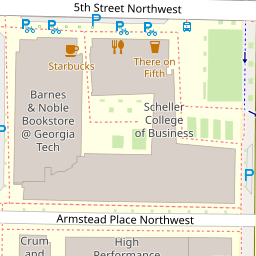 5th Street Northwest
P
P
P
P
Starbucks
There on
Fifth
Barnes
& Noble
Bookstore
@ Georgia
Tech
Scheller
College
of Business
P
P
Armstead Place Northwest
Crum
and
High
Performance